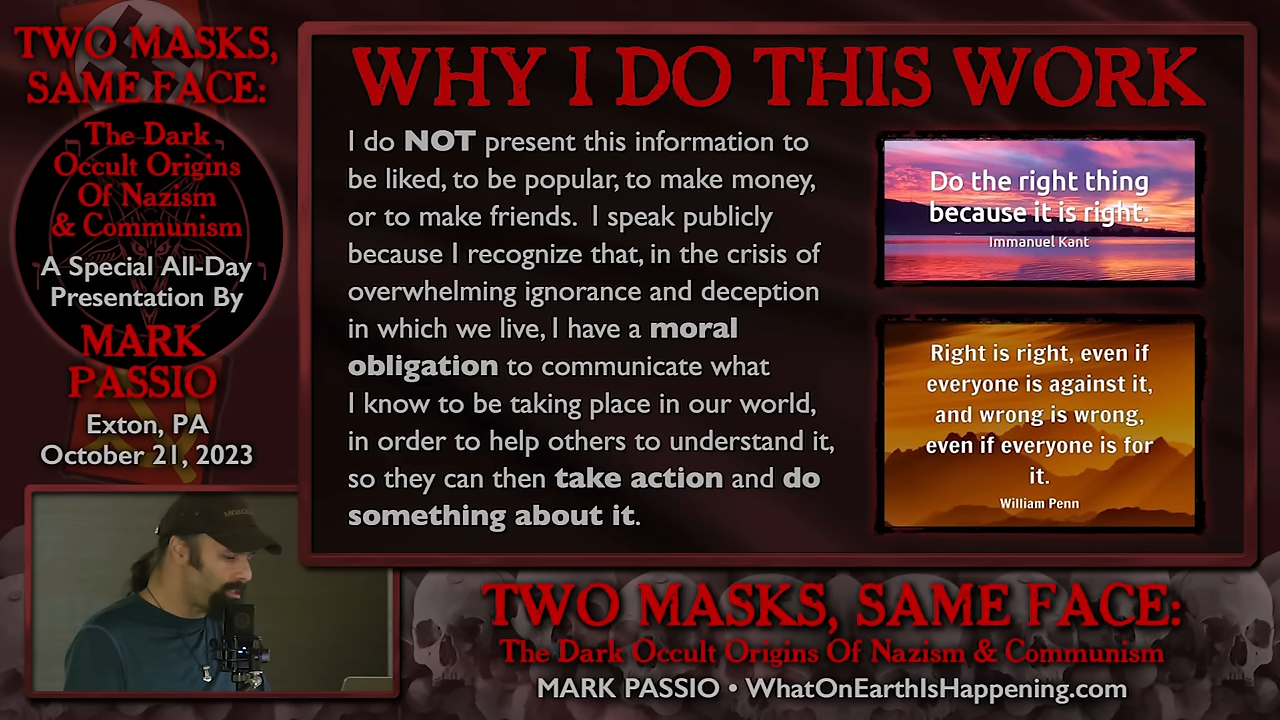 TWO MASKS,
SAME FACE:
The Dark
Occult Origins
Of Nazism
& Communism
A Special All-Day
Presentation By
MARK
PASSIO
Exton, PA
October 21, 2023
WHY I DO THIS WORK
I do NOT present this information to
be liked, to be popular, to make money,
or to make friends. I speak publicly
because I recognize that, in the crisis of
overwhelming ignorance and deception
in which we live, I have a moral
obligation to communicate what
I know to be taking place in our world,
in order to help others to understand it,
so they can then take action and do
something about it.
Do the right thing
because it is right.
Immanuel Kant
Right is right, even if
everyone is against it,
and wrong is wrong,
even if everyone is for
it.
William Penn
TWO MASKS, SAME FACE:
The Dark Occult Origins Of Nazism & Communism
MARK PASSIO • WhatOnEarthIsHappening.com